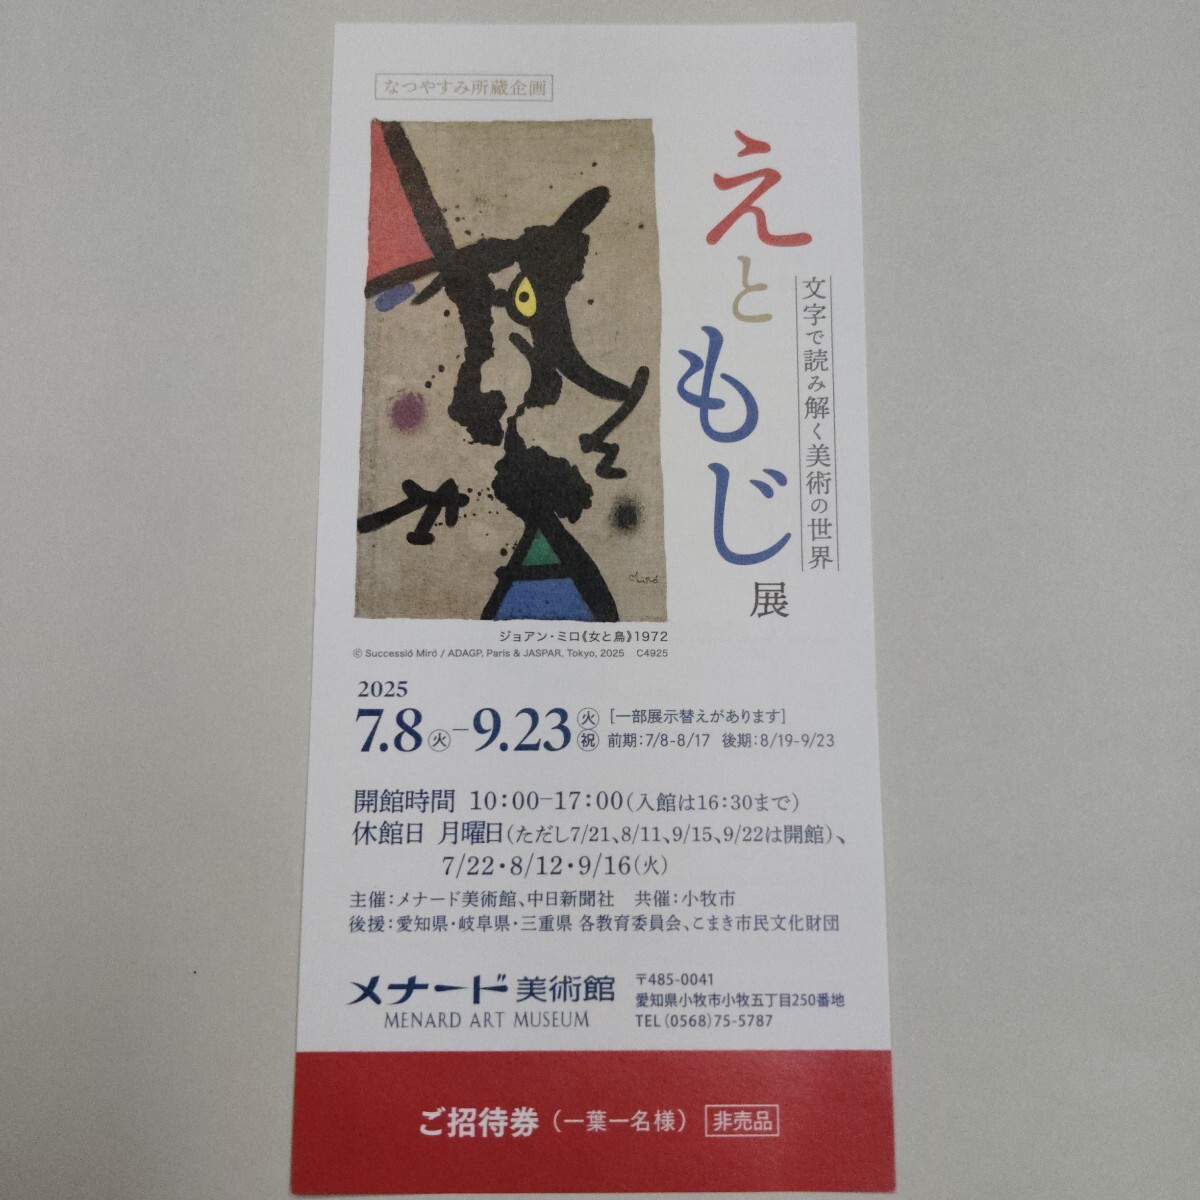 なつやすみ所蔵企画
えともじ展
文字で読み解く美術の世界
Miró
ジョアン・ミロ《女と鳥》1972
© Successió Miró / ADAGP, Paris & JASPAR, Tokyo, 2025 C4925
2025
7.8㊋–9.23㊋㊗ [一部展示替えがあります]
前期:7/8-8/17 後期:8/19-9/23
開館時間 10:00–17:00(入館は16:30まで)
休館日 月曜日(ただし7/21、8/11、9/15、9/22は開館)、
7/22・8/12・9/16(火)
主催:メナード美術館、中日新聞社 共催:小牧市
後援:愛知県・岐阜県・三重県 各教育委員会、こまき市民文化財団
メナード美術館
MENARD ART MUSEUM
〒485-0041
愛知県小牧市小牧五丁目250番地
TEL(0568)75-5787
ご招待券(一葉一名様) 非売品